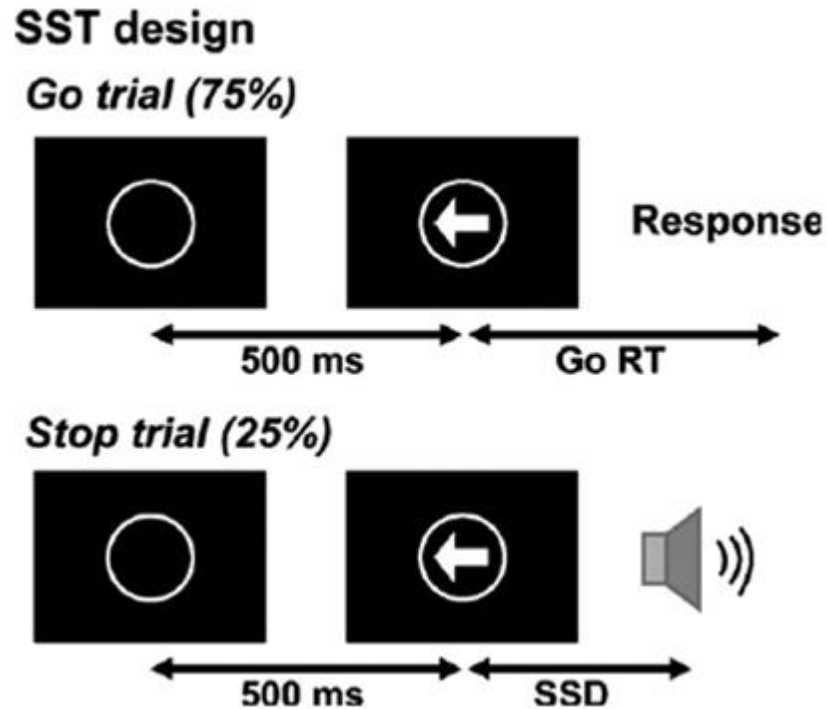 SST design
Go trial (75%)
Response
500 ms
Go RT
Stop trial (25%)
500 ms
SSD